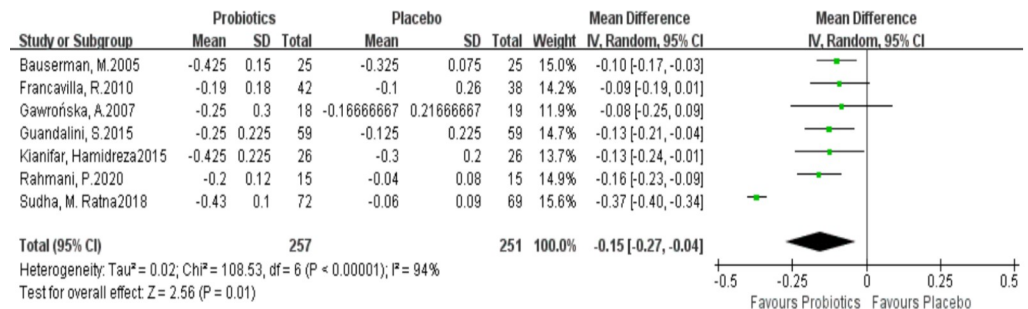 Probiotics Placebo Mean Difference Mean Difference
Study or Subgroup Mean SD Total Mean SD Total Weight IV, Random, 95% CI IV, Random, 95% CI
Bauserman, M.2005 -0.425 0.15 25 -0.325 0.075 25 15.0% -0.10 [-0.17, -0.03]
Francavilla, R.2010 -0.19 0.18 42 -0.1 0.26 38 14.2% -0.09 [-0.19, 0.01]
Gawrońska, A.2007 -0.25 0.3 18 -0.16666667 0.21666667 19 11.9% -0.08 [-0.25, 0.09]
Guandalini, S.2015 -0.25 0.225 59 -0.125 0.225 59 14.7% -0.13 [-0.21, -0.04]
Kianifar, Hamidreza2015 -0.425 0.225 26 -0.3 0.2 26 13.7% -0.13 [-0.24, -0.01]
Rahmani, P.2020 -0.2 0.12 15 -0.04 0.08 15 14.9% -0.16 [-0.23, -0.09]
Sudha, M. Ratna2018 -0.43 0.1 72 -0.06 0.09 69 15.6% -0.37 [-0.40, -0.34]
Total (95% CI) 257 251 100.0% -0.15 [-0.27, -0.04]
Heterogeneity: Tau² = 0.02; Chi² = 108.53, df = 6 (P < 0.00001); I² = 94%
Test for overall effect: Z = 2.56 (P = 0.01)
-0.5 -0.25 0 0.25 0.5
Favours Probiotics Favours Placebo